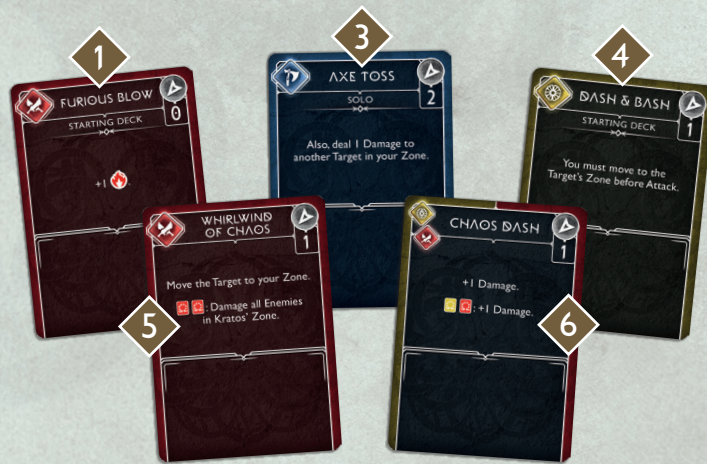 1
FURIOUS BLOW
0
STARTING DECK
+1
3
AXE TOSS
2
SOLO
Also, deal 1 Damage to
another Target in your Zone.
4
DASH & BASH
1
STARTING DECK
You must move to the
Target's Zone before Attack.
5
WHIRLWIND
OF CHAOS
1
Move the Target to your Zone.
: Damage all Enemies
in Kratos' Zone.
6
CHAOS DASH
1
+1 Damage.
: +1 Damage.